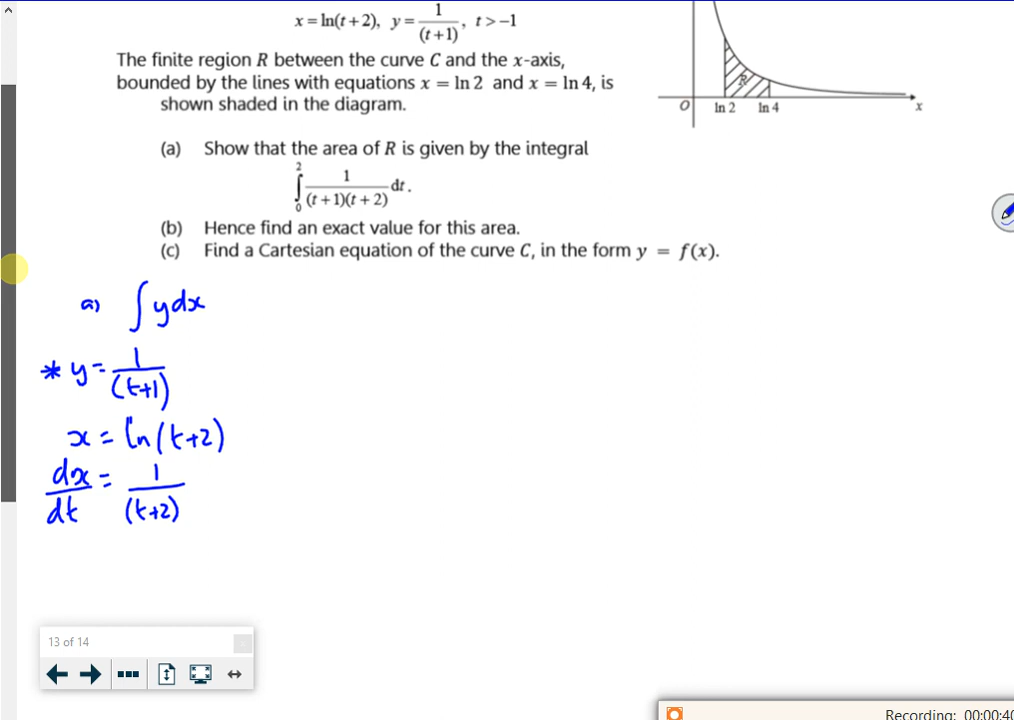 x = ln(t + 2), y = 1/(t + 1), t > −1
The finite region R between the curve C and the x-axis,
bounded by the lines with equations x = ln 2 and x = ln 4, is
shown shaded in the diagram.
R
O ln 2 ln 4 x
(a) Show that the area of R is given by the integral
∫₀² 1/((t + 1)(t + 2)) dt.
(b) Hence find an exact value for this area.
(c) Find a Cartesian equation of the curve C, in the form y = f(x).
a) ∫ydx
* y = 1/(t+1)
x = ln(t+2)
dx/dt = 1/(t+2)
13 of 14
Recording: 00:00:40